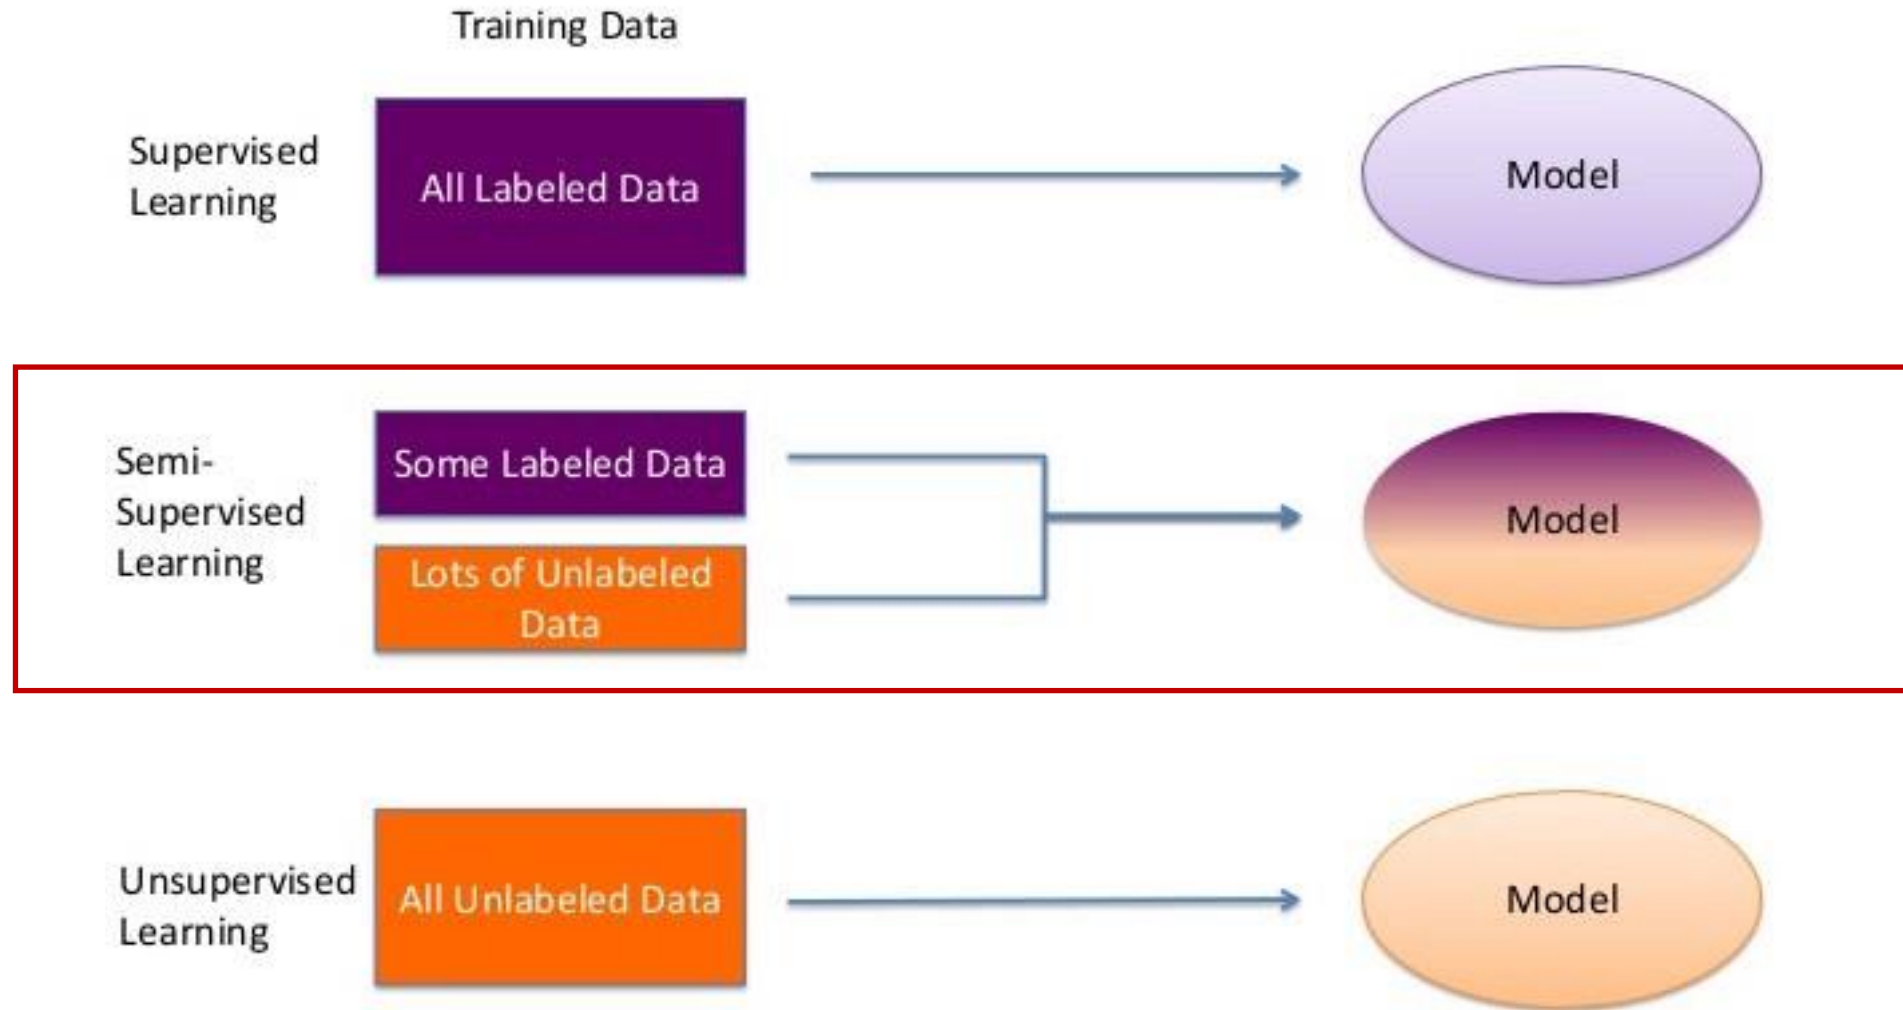 Training Data
Supervised
Learning
All Labeled Data
Model
Semi-
Supervised
Learning
Some Labeled Data
Lots of Unlabeled
Data
Model
Unsupervised
Learning
All Unlabeled Data
Model